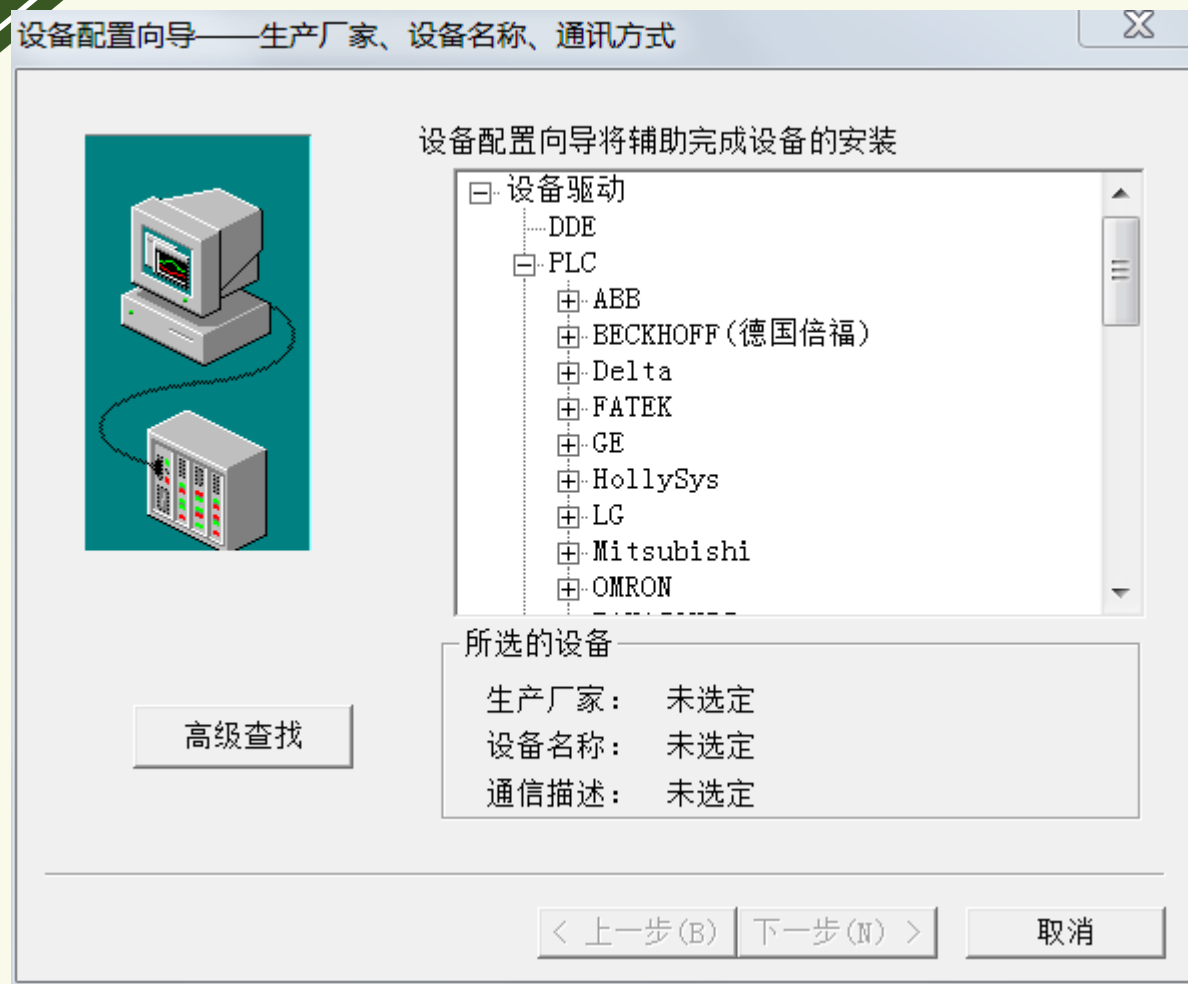 设备配置向导——生产厂家、设备名称、通讯方式
设备配置向导将辅助完成设备的安装
设备驱动
DDE
PLC
ABB
BECKHOFF(德国倍福)
Delta
FATEK
GE
HollySys
LG
Mitsubishi
OMRON
所选的设备
生产厂家： 未选定
设备名称： 未选定
通信描述： 未选定
高级查找
< 上一步(B)
下一步(N) >
取消